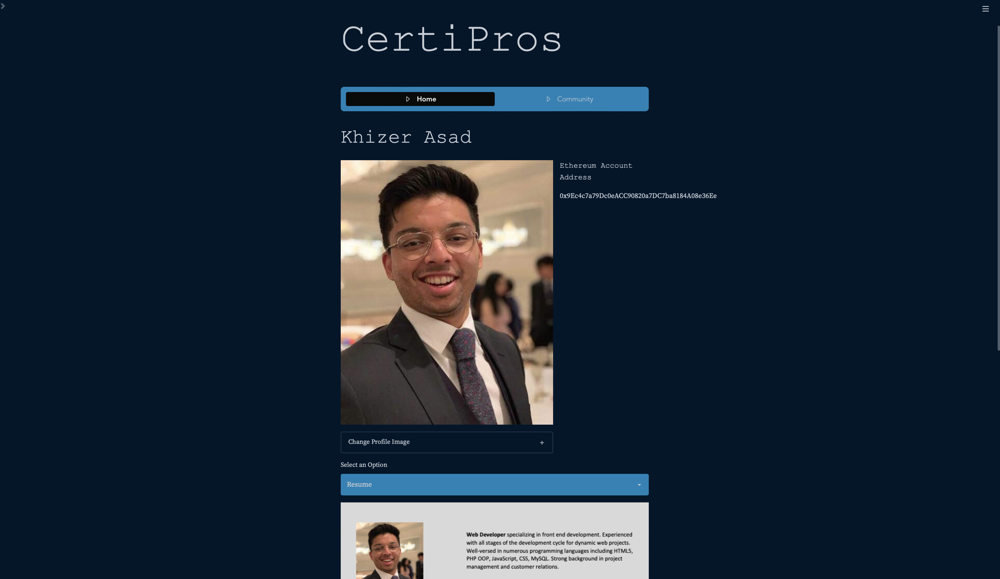 CertiPros
Home
Community
Khizer Asad
Ethereum Account
Address
0x9Ec4c7a79Dc0eACC90820a7DC7ba8184A08e36Ee
Change Profile Image
Select an Option
Resume
Web Developer specializing in front end development. Experienced
with all stages of the development cycle for dynamic web projects.
Well-versed in numerous programming languages including HTML5,
PHP OOP, JavaScript, CSS, MySQL. Strong background in project
management and customer relations.